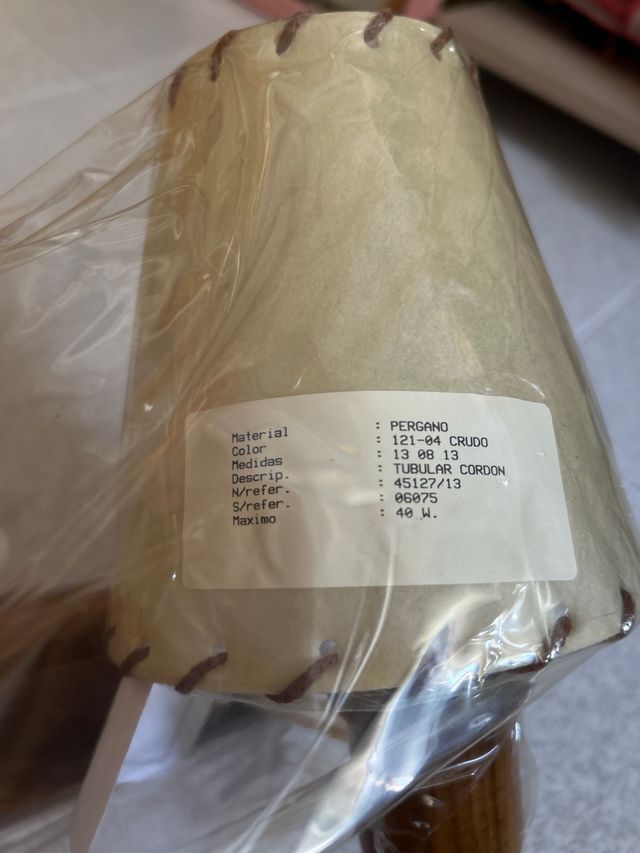 Material : PERGANO
Color : 121-04 CRUDO
Medidas : 13 08 13
Descrip. : TUBULAR CORDON
N/refer. : 45127/13
S/refer. : 06075
Maximo : 40 W.